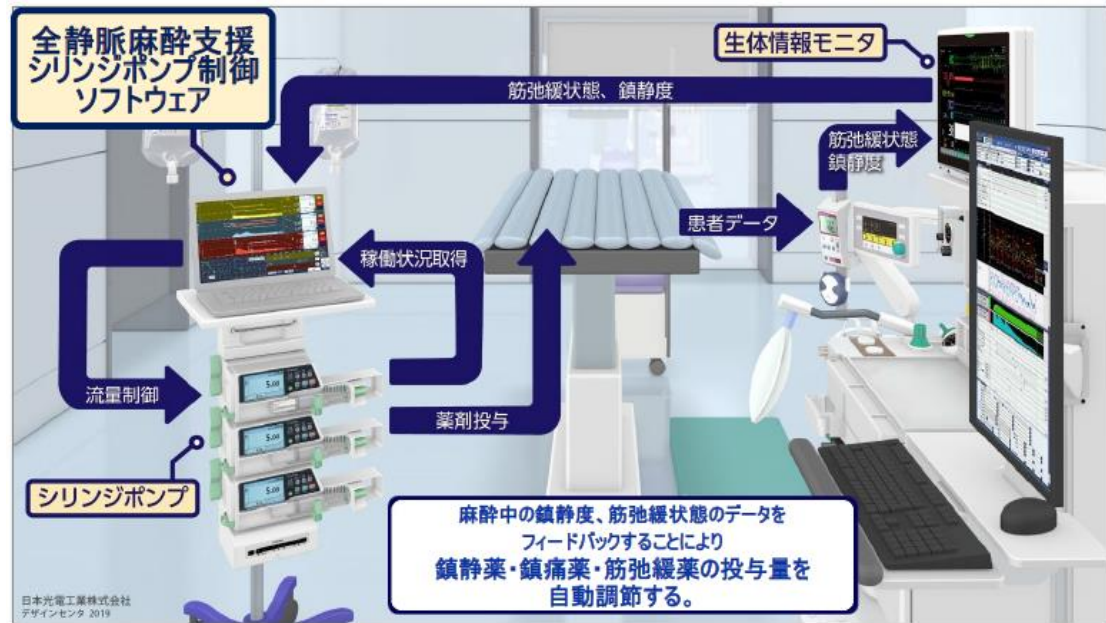 全静脈麻酔支援
シリンジポンプ制御
ソフトウェア
生体情報モニタ
筋弛緩状態、鎮静度
筋弛緩状態
鎮静度
患者データ
稼働状況取得
流量制御
薬剤投与
シリンジポンプ
5.00
5.00
5.00
麻酔中の鎮静度、筋弛緩状態のデータを
フィードバックすることにより
鎮静薬・鎮痛薬・筋弛緩薬の投与量を
自動調節する。
日本光電工業株式会社
デザインセンタ 2019